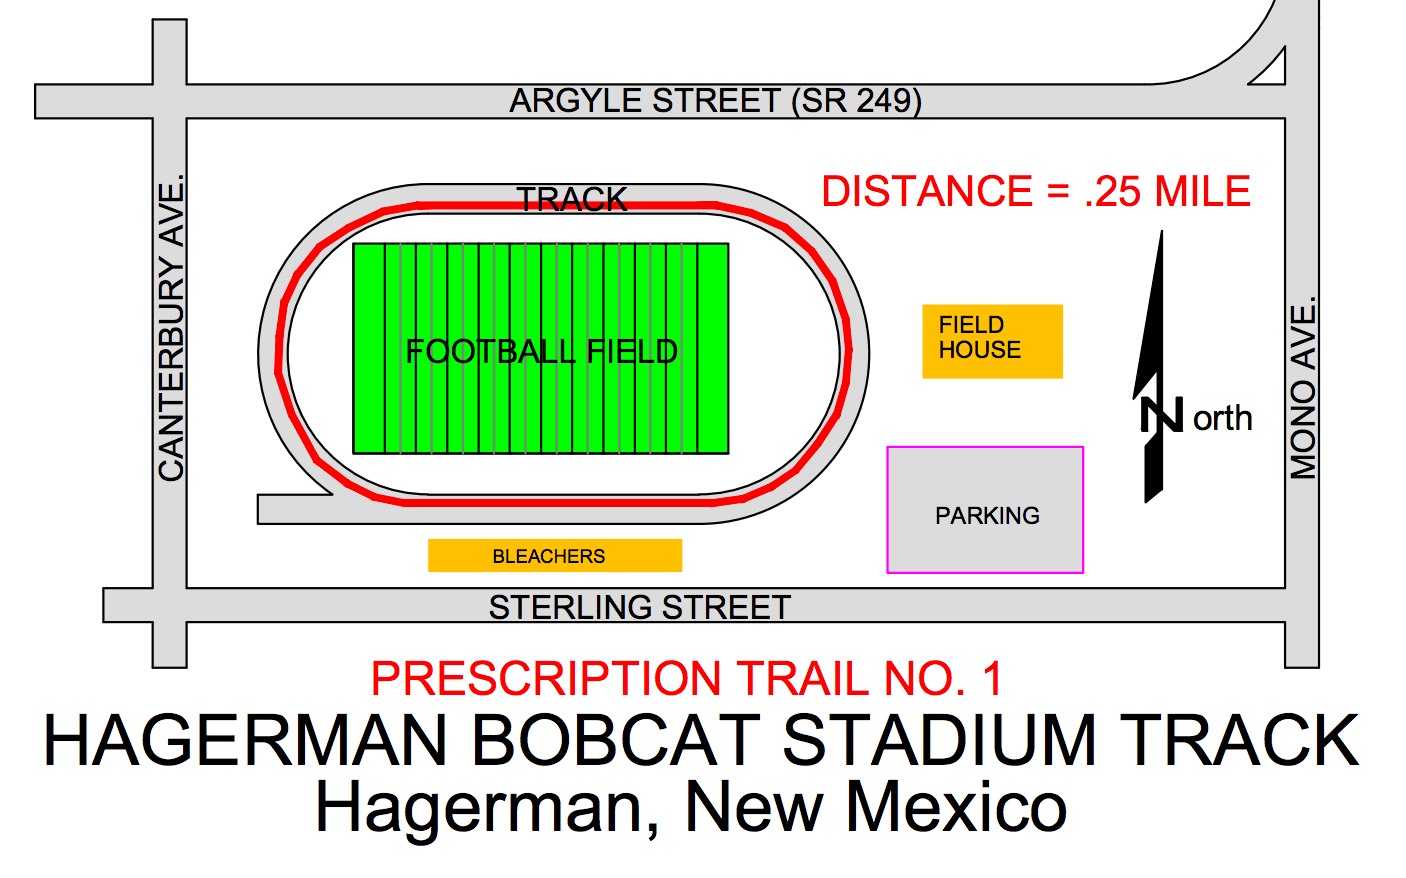 ARGYLE STREET (SR 249)
CANTERBURY AVE.
TRACK
DISTANCE = .25 MILE
FOOTBALL FIELD
FIELD
HOUSE
North
MONO AVE.
PARKING
BLEACHERS
STERLING STREET
PRESCRIPTION TRAIL NO. 1
HAGERMAN BOBCAT STADIUM TRACK
Hagerman, New Mexico